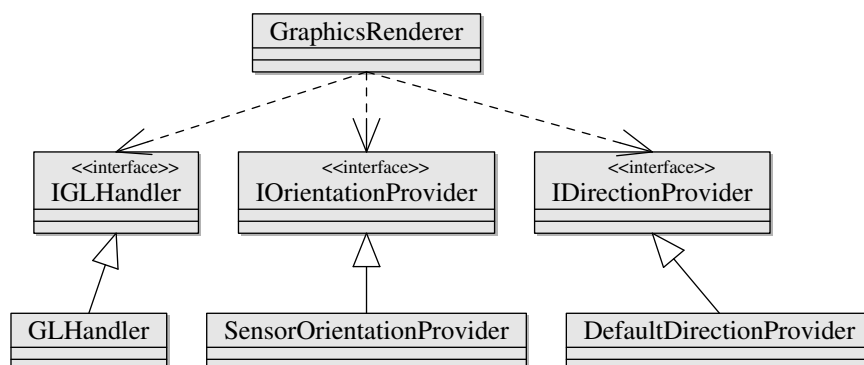 GraphicsRenderer
<<interface>> <<interface>> <<interface>>
IGLHandler IOrientationProvider IDirectionProvider
GLHandler SensorOrientationProvider DefaultDirectionProvider